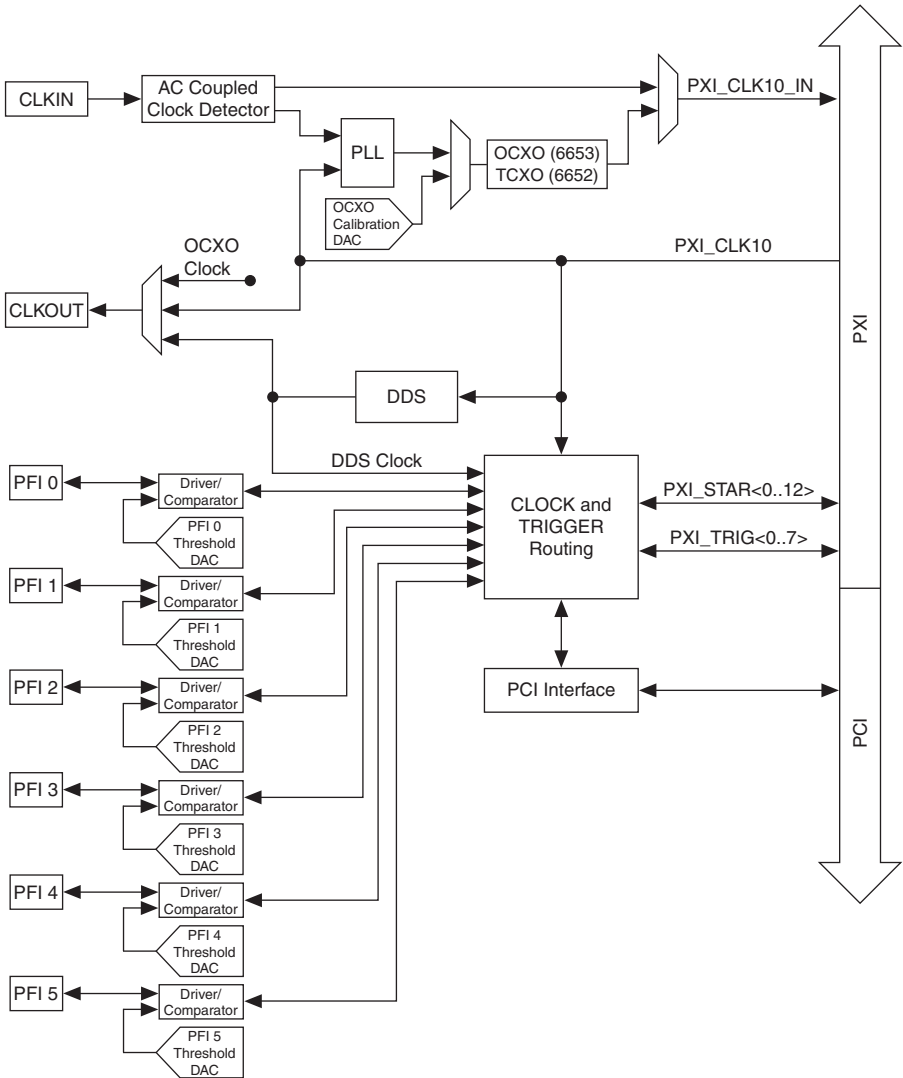 CLKIN
AC Coupled
Clock Detector
PLL
OCXO
Calibration
DAC
OCXO (6653)
TCXO (6652)
PXI_CLK10_IN
PXI_CLK10
OCXO
Clock
CLKOUT
DDS
DDS Clock
CLOCK and
TRIGGER
Routing
PXI_STAR<0..12>
PXI_TRIG<0..7>
PCI Interface
PXI
PCI
PFI 0
Driver/
Comparator
PFI 0
Threshold
DAC
PFI 1
Driver/
Comparator
PFI 1
Threshold
DAC
PFI 2
Driver/
Comparator
PFI 2
Threshold
DAC
PFI 3
Driver/
Comparator
PFI 3
Threshold
DAC
PFI 4
Driver/
Comparator
PFI 4
Threshold
DAC
PFI 5
Driver/
Comparator
PFI 5
Threshold
DAC